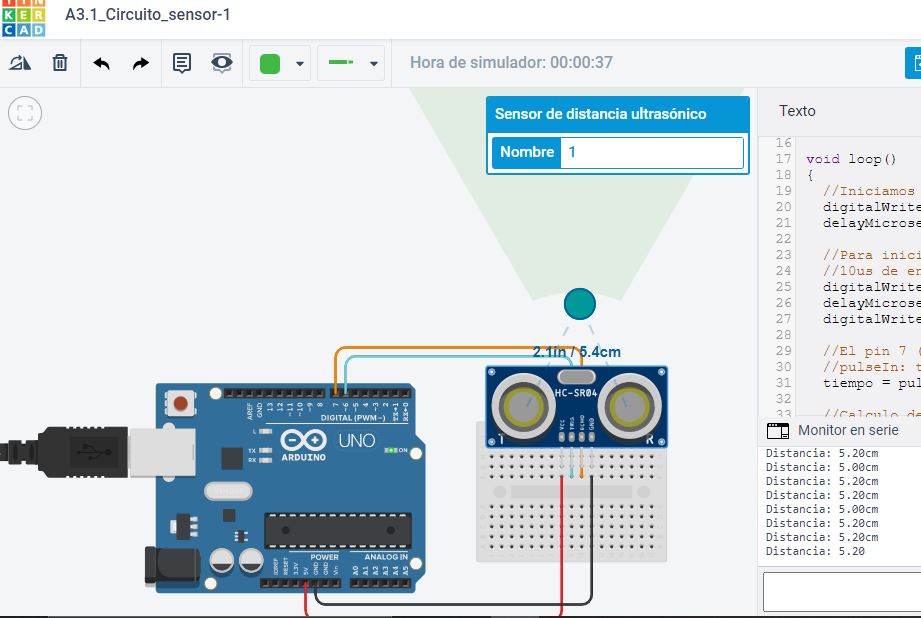 TINKERCAD
A3.1_Circuito_sensor-1
Hora de simulador: 00:00:37
Sensor de distancia ultrasónico
Nombre 1
Texto
16
17 void loop()
18 {
19 //Iniciamos
20 digitalWrite
21 delayMicrose
22
23 //Para inici
24 //10us de en
25 digitalWrite
26 delayMicrose
27 digitalWrite
28
29 //El pin 7 (
30 //pulseIn: t
31 tiempo = pul
32
33 //Calculo de
2.1in / 5.4cm
HC-SR04
VCC TRIG ECHO GND
T R
AREF GND 13 12 ~11 ~10 ~9 8 7 ~6 ~5 4 ~3 2 TX→1 RX←0
DIGITAL (PWM~)
L
TX
RX
UNO
ARDUINO
ON
POWER ANALOG IN
IOREF RESET 3.3V 5V GND GND Vin A0 A1 A2 A3 A4 A5
Monitor en serie
Distancia: 5.20cm
Distancia: 5.00cm
Distancia: 5.20cm
Distancia: 5.20cm
Distancia: 5.00cm
Distancia: 5.20cm
Distancia: 5.20cm
Distancia: 5.20